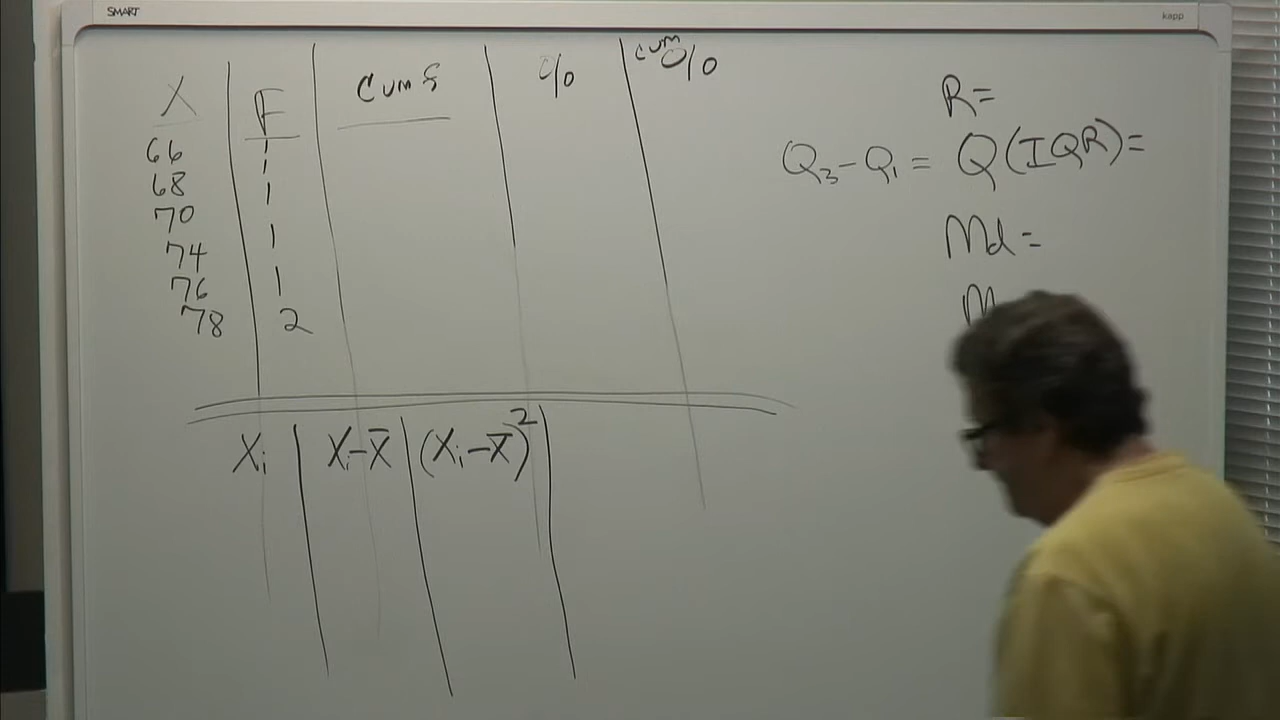 SMART
kapp
X F Cum f % cum %
66 1
68 1
70 1
74 1
76 1
78 2
R=
Q₃-Q₁= Q(IQR)=
Md=
M
Xᵢ Xᵢ-X̄ (Xᵢ-X̄)²